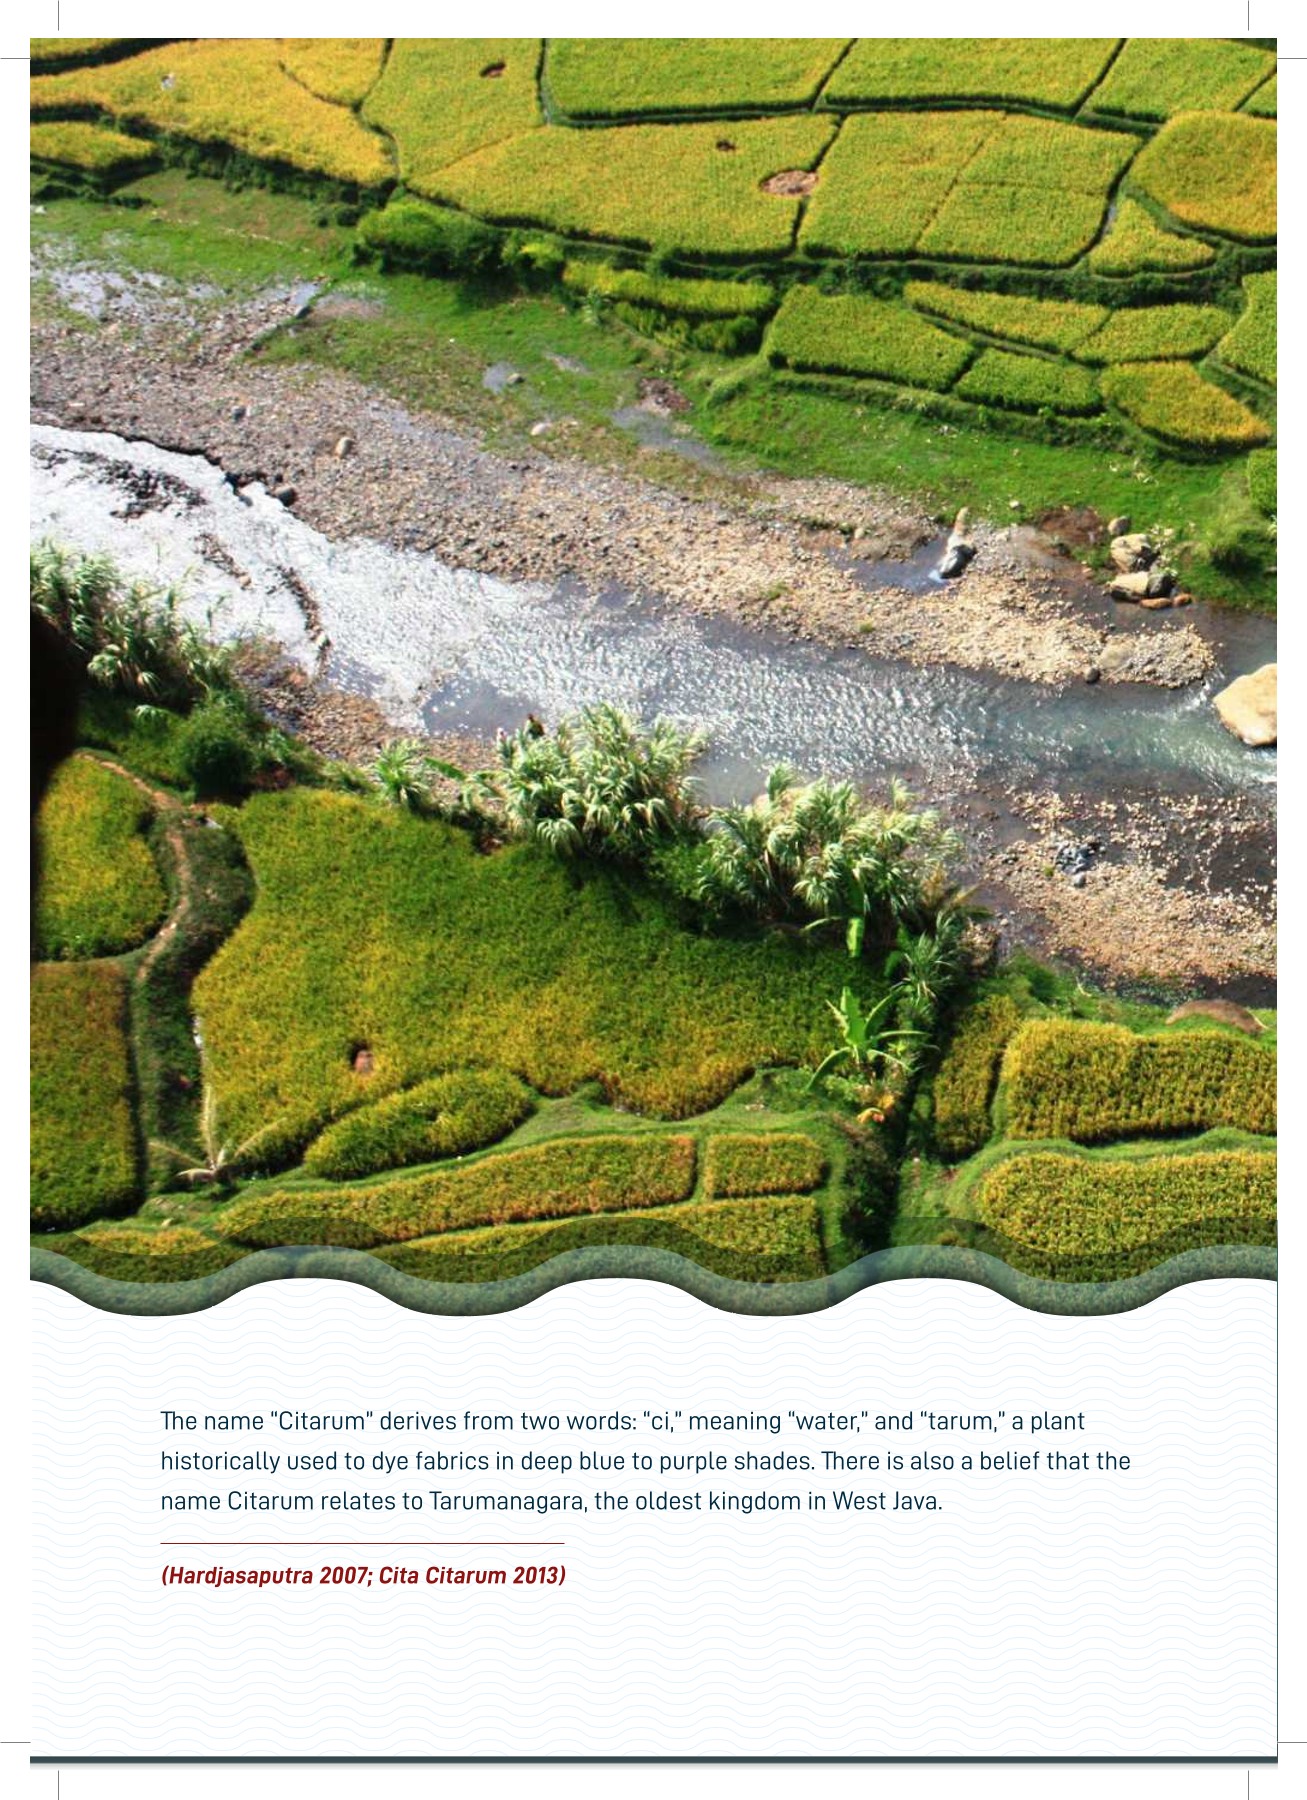 The name “Citarum” derives from two words: “ci,” meaning “water,” and “tarum,” a plant
historically used to dye fabrics in deep blue to purple shades. There is also a belief that the
name Citarum relates to Tarumanagara, the oldest kingdom in West Java.
(Hardjasaputra 2007; Cita Citarum 2013)